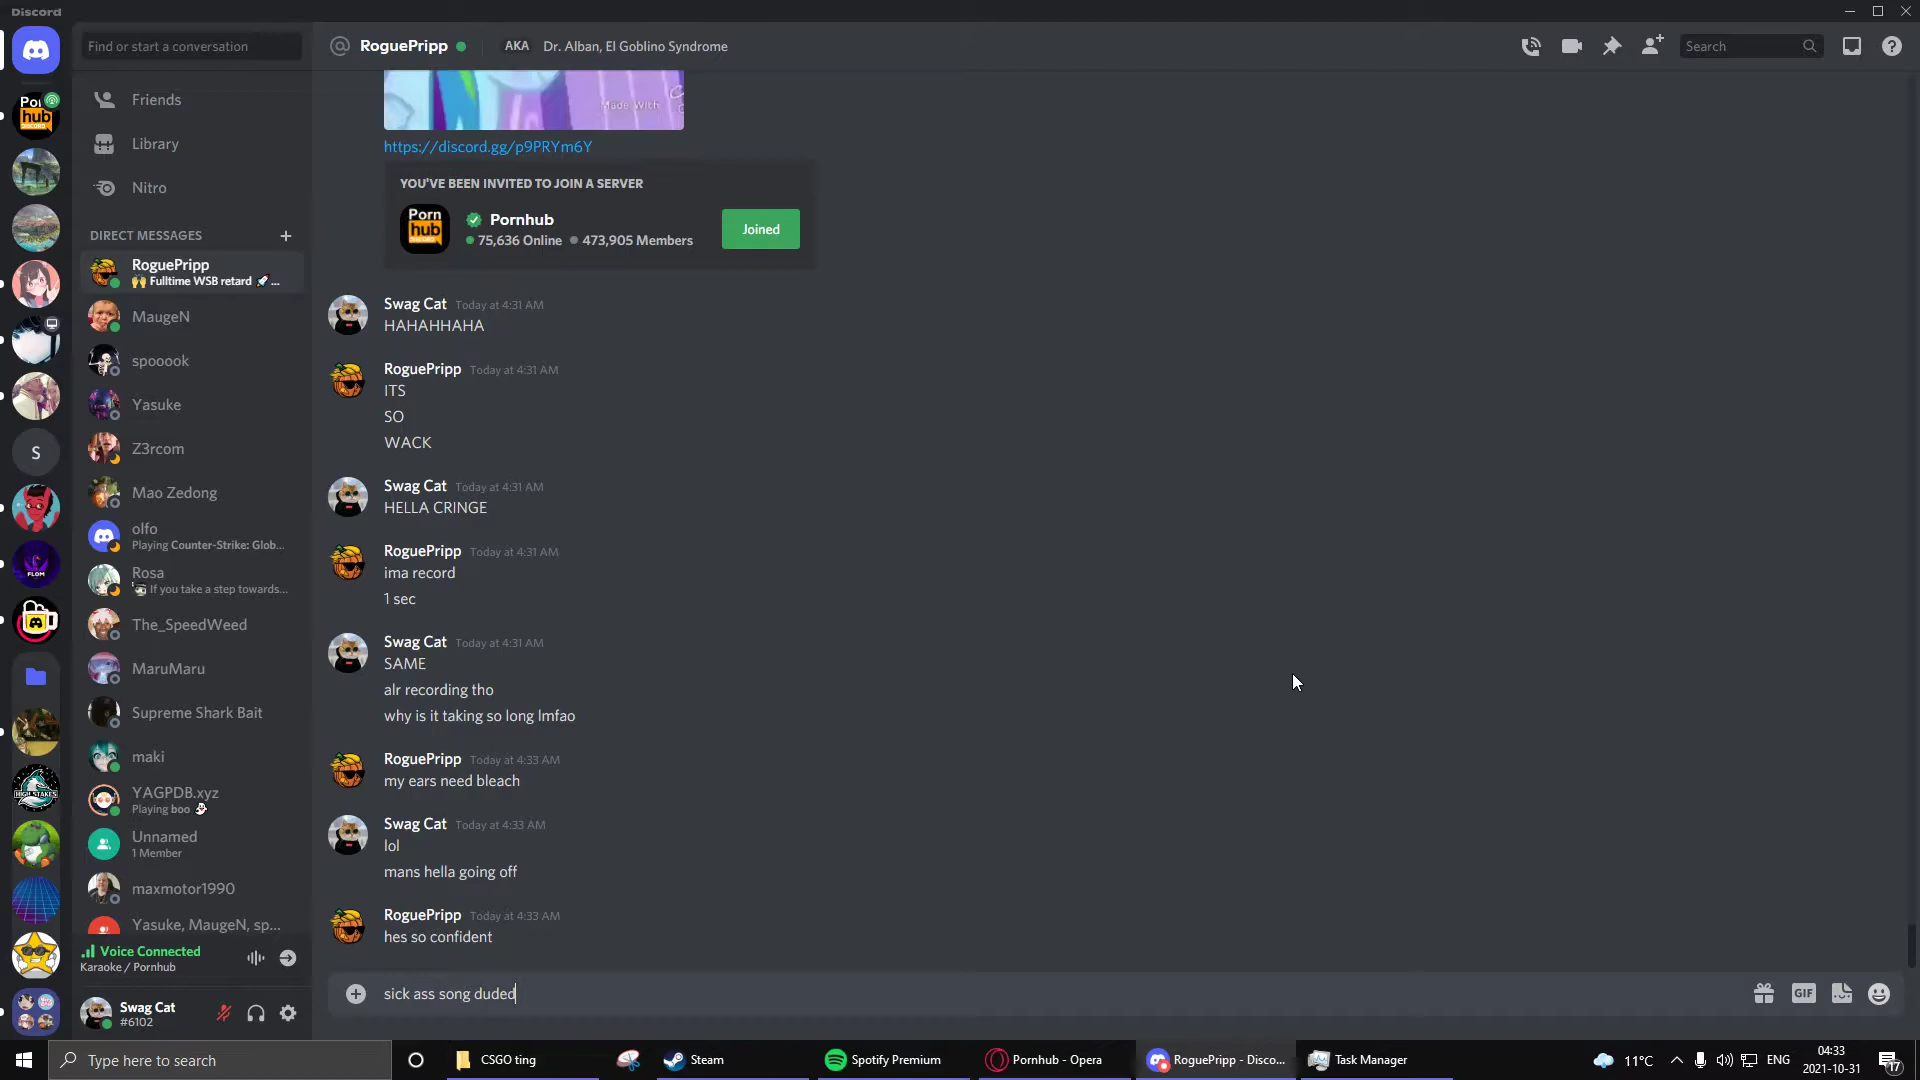 Discord
Find or start a conversation
RoguePripp
AKA Dr. Alban, El Goblino Syndrome
Search
Friends
Library
Nitro
DIRECT MESSAGES
RoguePripp
Fulltime WSB retard ...
MaugeN
spooook
Yasuke
Z3rcom
Mao Zedong
olfo
Playing Counter-Strike: Glob...
Rosa
If you take a step towards...
The_SpeedWeed
MaruMaru
Supreme Shark Bait
maki
YAGPDB.xyz
Playing boo
Unnamed
1 Member
maxmotor1990
Yasuke, MaugeN, sp...
Voice Connected
Karaoke / Pornhub
Swag Cat
#6102
S
FLOM
HIGH STAKES
Made With
https://discord.gg/p9PRYm6Y
YOU'VE BEEN INVITED TO JOIN A SERVER
Porn
hub
Pornhub
75,636 Online 473,905 Members
Joined
Swag Cat Today at 4:31 AM
HAHAHHAHA
RoguePripp Today at 4:31 AM
ITS
SO
WACK
Swag Cat Today at 4:31 AM
HELLA CRINGE
RoguePripp Today at 4:31 AM
ima record
1 sec
Swag Cat Today at 4:31 AM
SAME
alr recording tho
why is it taking so long lmfao
RoguePripp Today at 4:33 AM
my ears need bleach
Swag Cat Today at 4:33 AM
lol
mans hella going off
RoguePripp Today at 4:33 AM
hes so confident
sick ass song duded
GIF
Type here to search
CSGO ting
Steam
Spotify Premium
Pornhub - Opera
RoguePripp - Disco...
Task Manager
11°C
ENG
04:33
2021-10-31
17